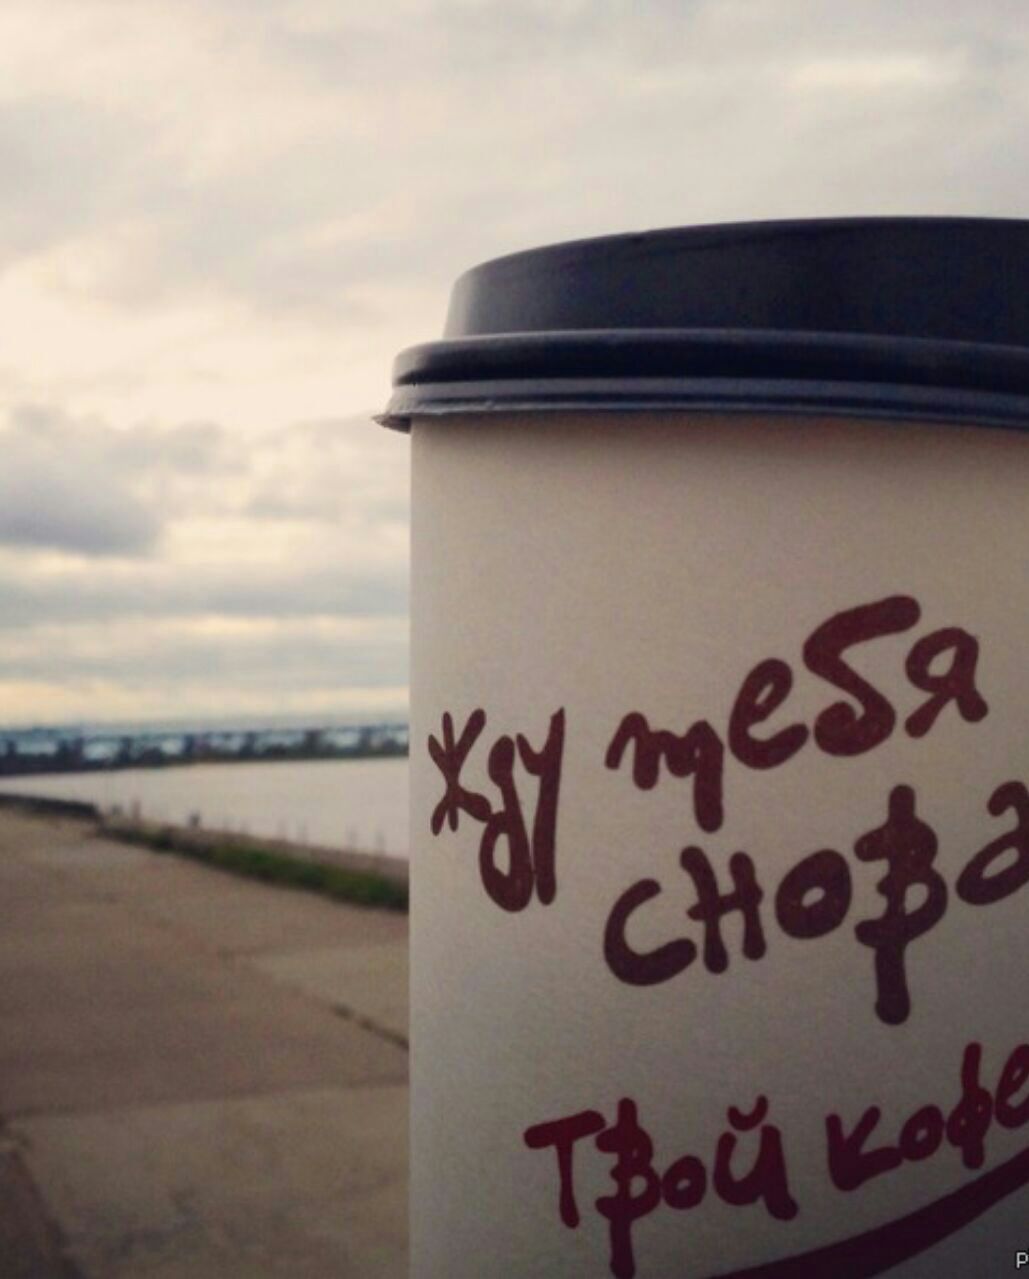 Жду тебя
снова
Твой кофе